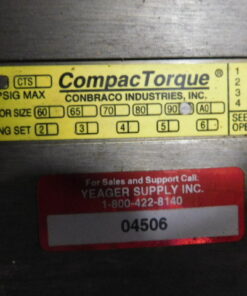 CTS CompacTorque ®
PSIG MAX CONBRACO INDUSTRIES, INC.
OR SIZE 60 65 70 80 90 A0
NG SET 2 3 4 5 6
1
2
3
4
For Sales and Support Call.
YEAGER SUPPLY INC.
1-800-422-8140
04506